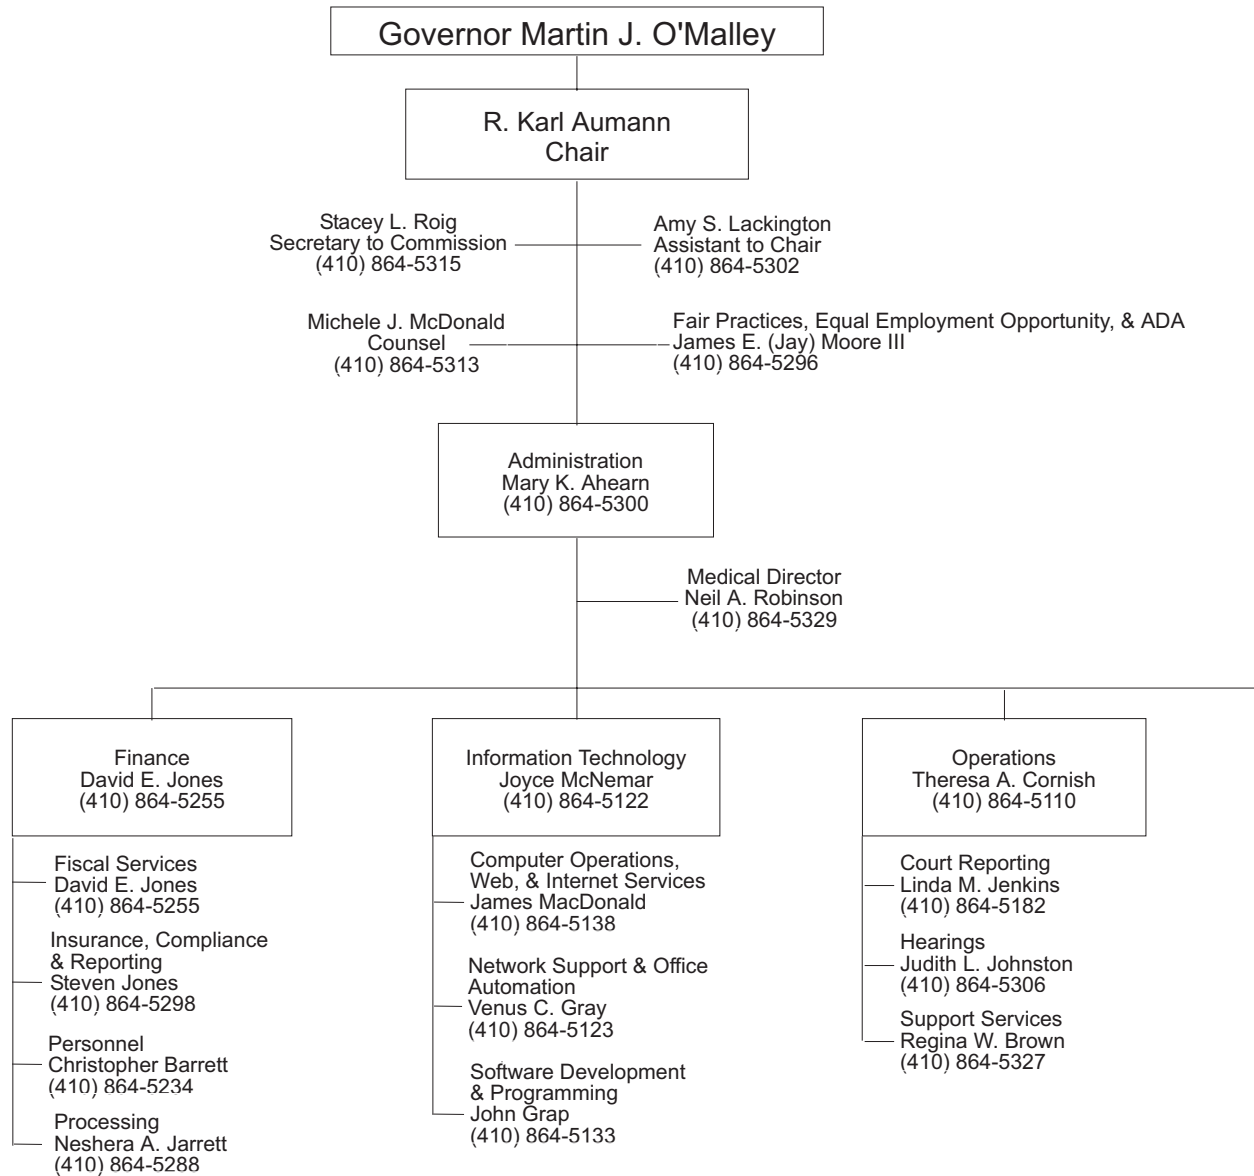 Governor Martin J. O'Malley
R. Karl Aumann
Chair
Stacey L. Roig
Secretary to Commission
(410) 864-5315
Amy S. Lackington
Assistant to Chair
(410) 864-5302
Michele J. McDonald
Counsel
(410) 864-5313
Fair Practices, Equal Employment Opportunity, & ADA
James E. (Jay) Moore III
(410) 864-5296
Administration
Mary K. Ahearn
(410) 864-5300
Medical Director
Neil A. Robinson
(410) 864-5329
Finance
David E. Jones
(410) 864-5255
Fiscal Services
David E. Jones
(410) 864-5255
Insurance, Compliance
& Reporting
Steven Jones
(410) 864-5298
Personnel
Christopher Barrett
(410) 864-5234
Processing
Neshera A. Jarrett
(410) 864-5288
Information Technology
Joyce McNemar
(410) 864-5122
Computer Operations,
Web, & Internet Services
James MacDonald
(410) 864-5138
Network Support & Office
Automation
Venus C. Gray
(410) 864-5123
Software Development
& Programming
John Grap
(410) 864-5133
Operations
Theresa A. Cornish
(410) 864-5110
Court Reporting
Linda M. Jenkins
(410) 864-5182
Hearings
Judith L. Johnston
(410) 864-5306
Support Services
Regina W. Brown
(410) 864-5327